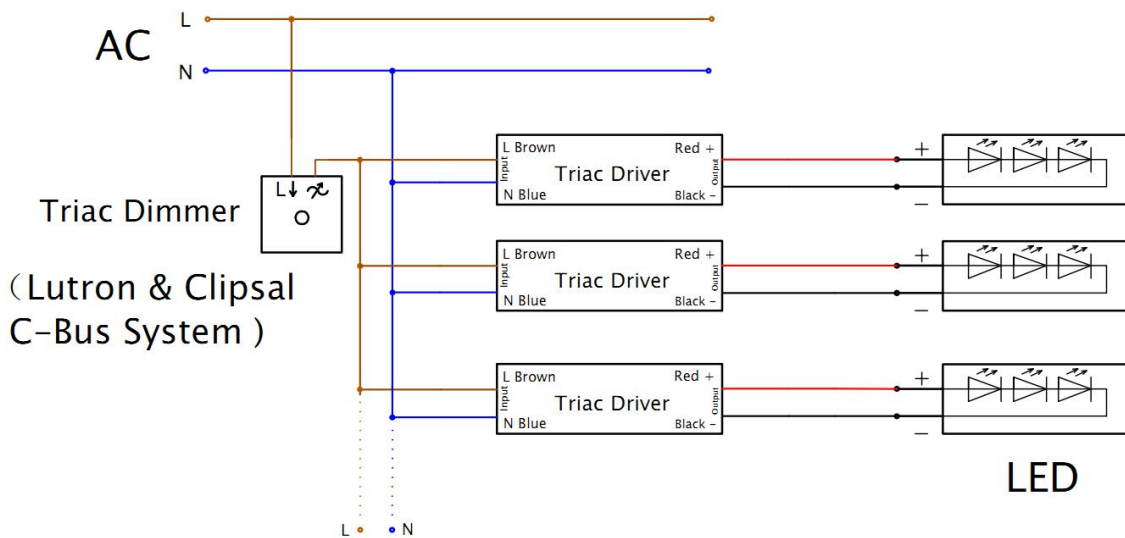 L
AC
N
L Brown
Red +
Input
Triac Driver
Output
N Blue
Black -
+
−
L
Triac Dimmer
（Lutron & Clipsal
C-Bus System ）
L Brown
Red +
Input
Triac Driver
Output
N Blue
Black -
+
−
L Brown
Red +
Input
Triac Driver
Output
N Blue
Black -
+
−
LED
L
N